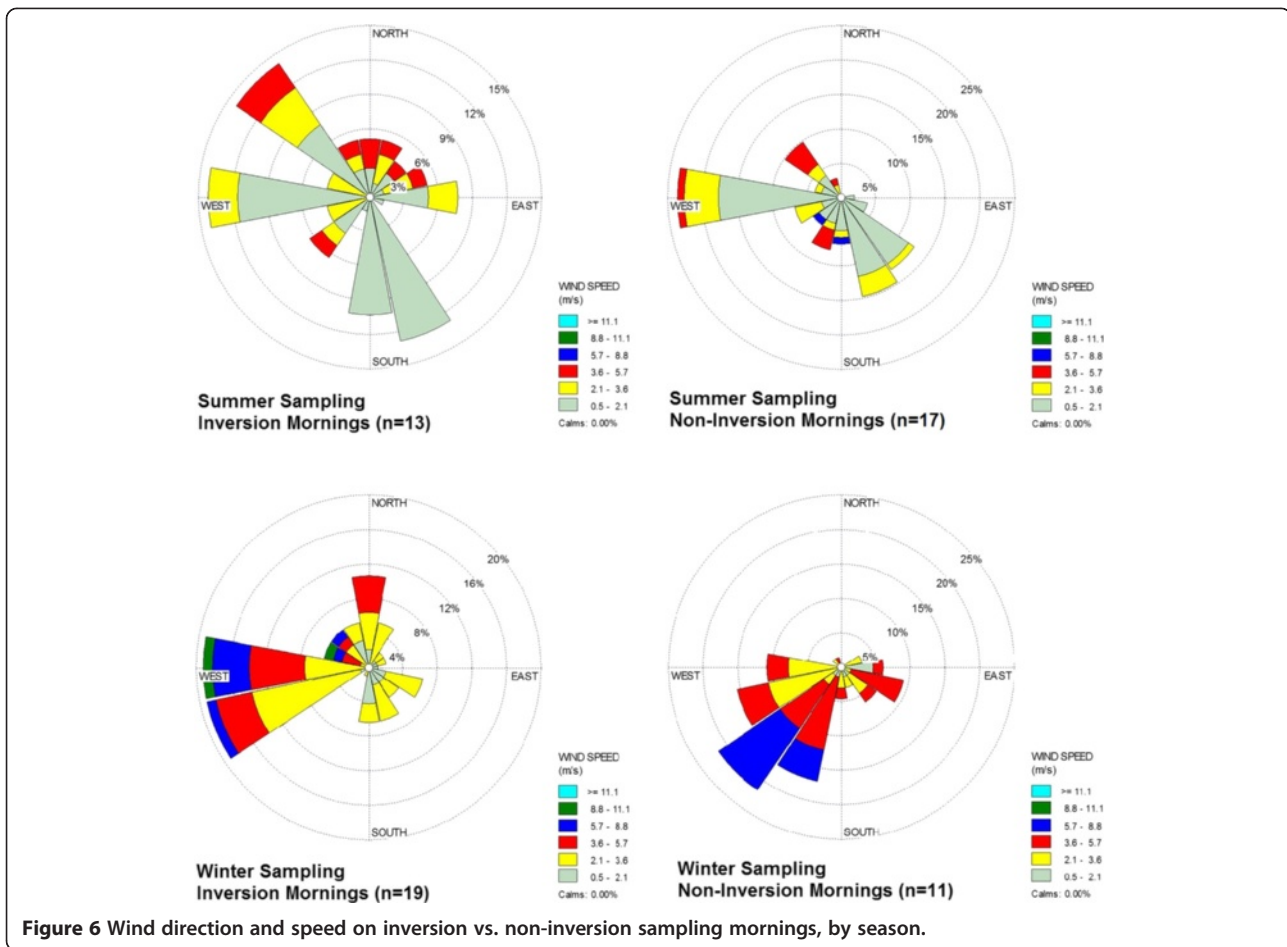 NORTH
15%
12%
9%
6%
3%
WEST
EAST
SOUTH
WIND SPEED
(m/s)
>= 11.1
8.8 - 11.1
5.7 - 8.8
3.6 - 5.7
2.1 - 3.6
0.5 - 2.1
Calms: 0.00%
Summer Sampling
Inversion Mornings (n=13)
NORTH
25%
20%
15%
10%
5%
WEST
EAST
SOUTH
WIND SPEED
(m/s)
>= 11.1
8.8 - 11.1
5.7 - 8.8
3.6 - 5.7
2.1 - 3.6
0.5 - 2.1
Calms: 0.00%
Summer Sampling
Non-Inversion Mornings (n=17)
NORTH
20%
16%
12%
8%
4%
WEST
EAST
SOUTH
WIND SPEED
(m/s)
>= 11.1
8.8 - 11.1
5.7 - 8.8
3.6 - 5.7
2.1 - 3.6
0.5 - 2.1
Calms: 0.00%
Winter Sampling
Inversion Mornings (n=19)
NORTH
25%
20%
15%
10%
5%
WEST
EAST
SOUTH
WIND SPEED
(m/s)
>= 11.1
8.8 - 11.1
5.7 - 8.8
3.6 - 5.7
2.1 - 3.6
0.5 - 2.1
Calms: 0.00%
Winter Sampling
Non-Inversion Mornings (n=11)
Figure 6 Wind direction and speed on inversion vs. non-inversion sampling mornings, by season.